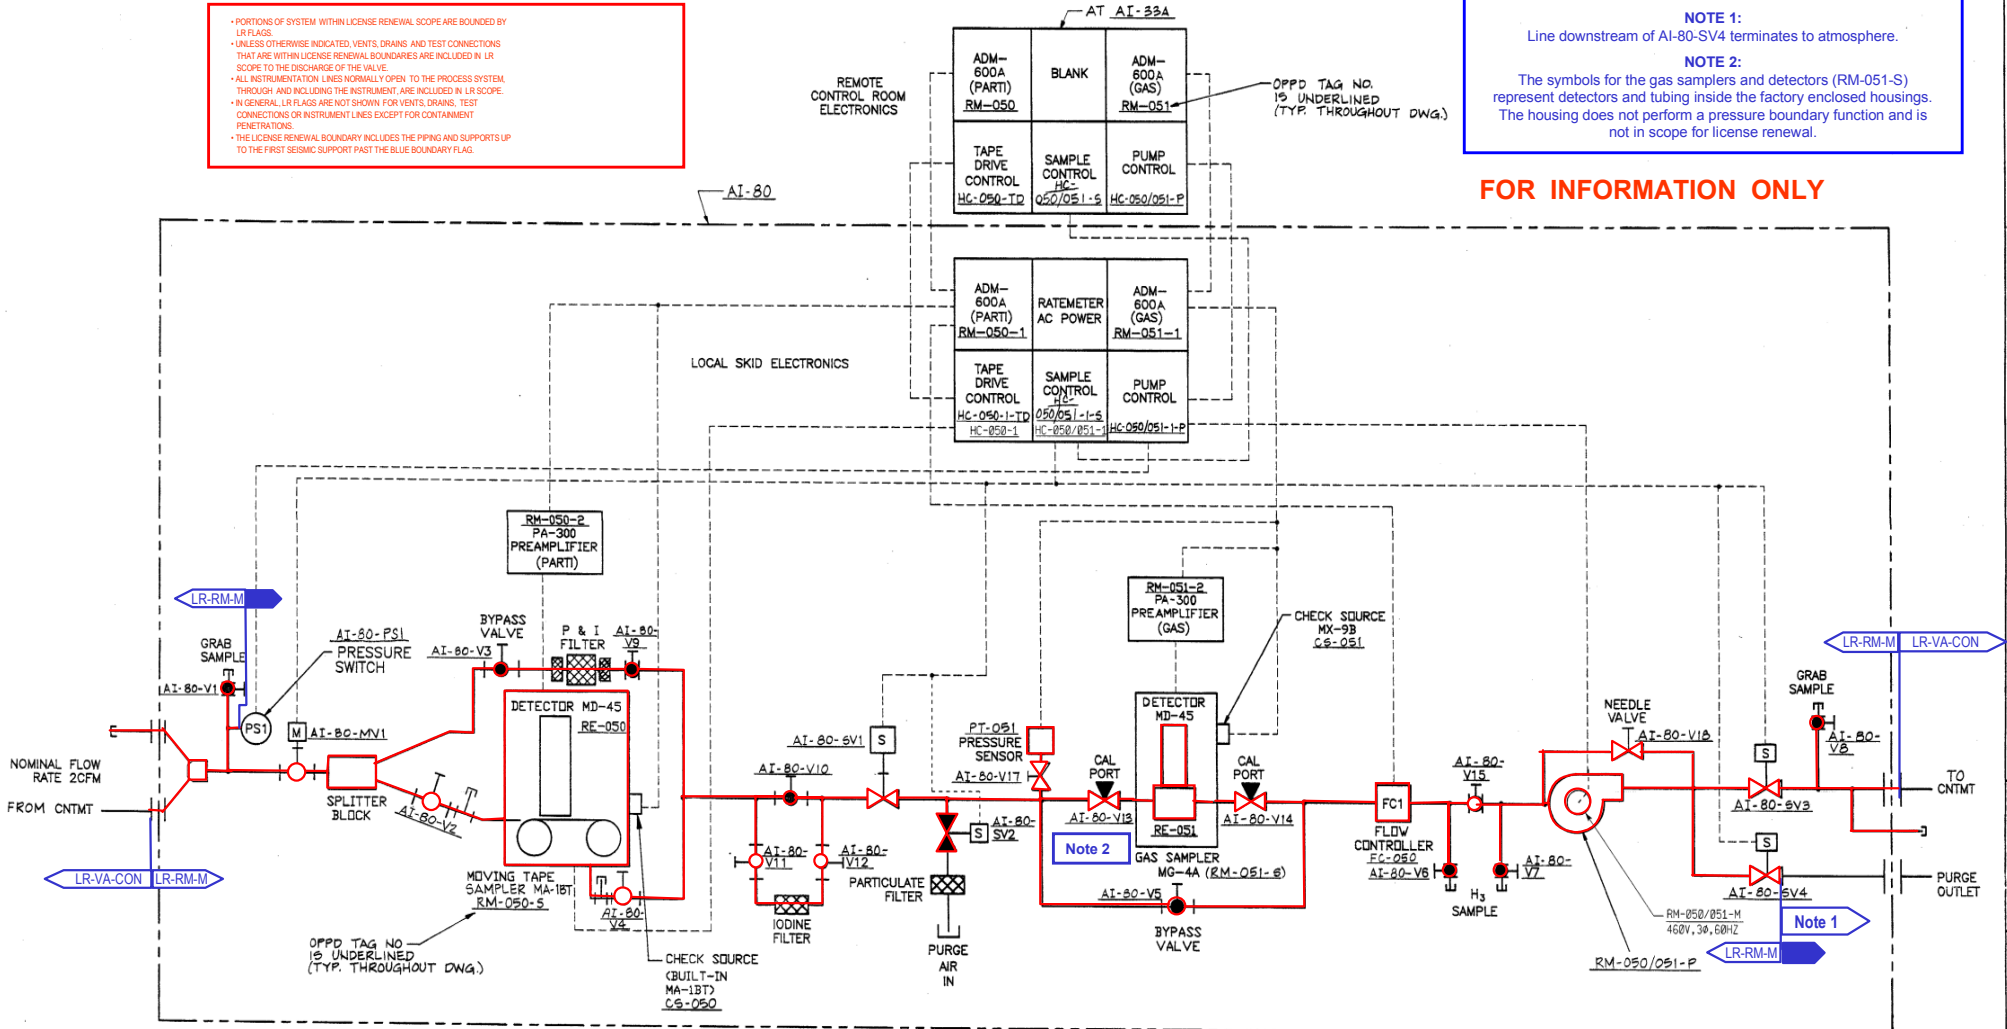 • PORTIONS OF SYSTEM WITHIN LICENSE RENEWAL SCOPE ARE BOUNDED BY
LR FLAGS.
• UNLESS OTHERWISE INDICATED, VENTS, DRAINS AND TEST CONNECTIONS
THAT ARE WITHIN LICENSE RENEWAL BOUNDARIES ARE INCLUDED IN LR
SCOPE TO THE DISCHARGE OF THE VALVE.
• ALL INSTRUMENTATION LINES NORMALLY OPEN TO THE PROCESS SYSTEM,
THROUGH AND INCLUDING THE INSTRUMENT, ARE INCLUDED IN LR SCOPE.
• IN GENERAL, LR FLAGS ARE NOT SHOWN FOR VENTS, DRAINS, TEST
CONNECTIONS OR INSTRUMENT LINES EXCEPT FOR CONTAINMENT
PENETRATIONS.
• THE LICENSE RENEWAL BOUNDARY INCLUDES THE PIPING AND SUPPORTS UP
TO THE FIRST SEISMIC SUPPORT PAST THE BLUE BOUNDARY FLAG.
NOTE 1:
Line downstream of AI-80-SV4 terminates to atmosphere.
NOTE 2:
The symbols for the gas samplers and detectors (RM-051-S)
represent detectors and tubing inside the factory enclosed housings.
The housing does not perform a pressure boundary function and is
not in scope for license renewal.
FOR INFORMATION ONLY
AT AI-33A
REMOTE
CONTROL ROOM
ELECTRONICS
ADM-
600A
(PARTI)
RM-050
BLANK
ADM-
600A
(GAS)
RM-051
OPPD TAG NO.
IS UNDERLINED
(TYP. THROUGHOUT DWG.)
TAPE
DRIVE
CONTROL
HC-050-TD
SAMPLE
CONTROL
HC-
050/051-S
PUMP
CONTROL
HC-050/051-P
AI-80
LOCAL SKID ELECTRONICS
ADM-
600A
(PARTI)
RM-050-1
RATEMETER
AC POWER
ADM-
600A
(GAS)
RM-051-1
TAPE
DRIVE
CONTROL
HC-050-1-TD
HC-050-1
SAMPLE
CONTROL
HC-
050/051-1-S
HC-050/051-1
PUMP
CONTROL
HC-050/051-1-P
RM-050-2
PA-300
PREAMPLIFIER
(PARTI)
RM-051-2
PA-300
PREAMPLIFIER
(GAS)
CHECK SOURCE
MX-9B
CS-051
LR-RM-M
GRAB
SAMPLE
AI-80-V1
AI-80-PS1
PRESSURE
SWITCH
PS1
M
AI-80-MV1
NOMINAL FLOW
RATE 2CFM
FROM CNTMT
LR-VA-CON
LR-RM-M
SPLITTER
BLOCK
AI-80-V2
BYPASS
VALVE
AI-80-V3
P & I
FILTER
AI-80-
V9
DETECTOR MD-45
RE-050
MOVING TAPE
SAMPLER MA-1BT
RM-050-S
AI-80-
V4
OPPD TAG NO
IS UNDERLINED
(TYP. THROUGHOUT DWG.)
CHECK SOURCE
(BUILT-IN
MA-1BT)
CS-050
AI-80-V10
AI-80-
V11
AI-80-
V12
IODINE
FILTER
AI-80-SV1
S
S
AI-80-
SV2
PARTICULATE
FILTER
PURGE
AIR
IN
PT-051
PRESSURE
SENSOR
AI-80-V17
CAL
PORT
AI-80-V13
Note 2
DETECTOR
MD-45
RE-051
GAS SAMPLER
MG-4A (RM-051-S)
CAL
PORT
AI-80-V14
AI-80-V5
BYPASS
VALVE
FC1
FLOW
CONTROLLER
FC-050
AI-80-V6
AI-80-
V15
AI-80-
V7
H3
SAMPLE
NEEDLE
VALVE
AI-80-V18
RM-050/051-M
460V,3Ø,60HZ
RM-050/051-P
S
AI-80-SV3
S
AI-80-SV4
GRAB
SAMPLE
AI-80-
V8
LR-RM-M
LR-VA-CON
TO
CNTMT
PURGE
OUTLET
Note 1
LR-RM-M